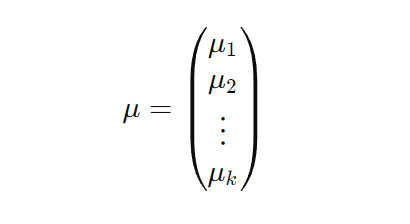 μ = (μ₁
μ₂
⋮
μₖ)